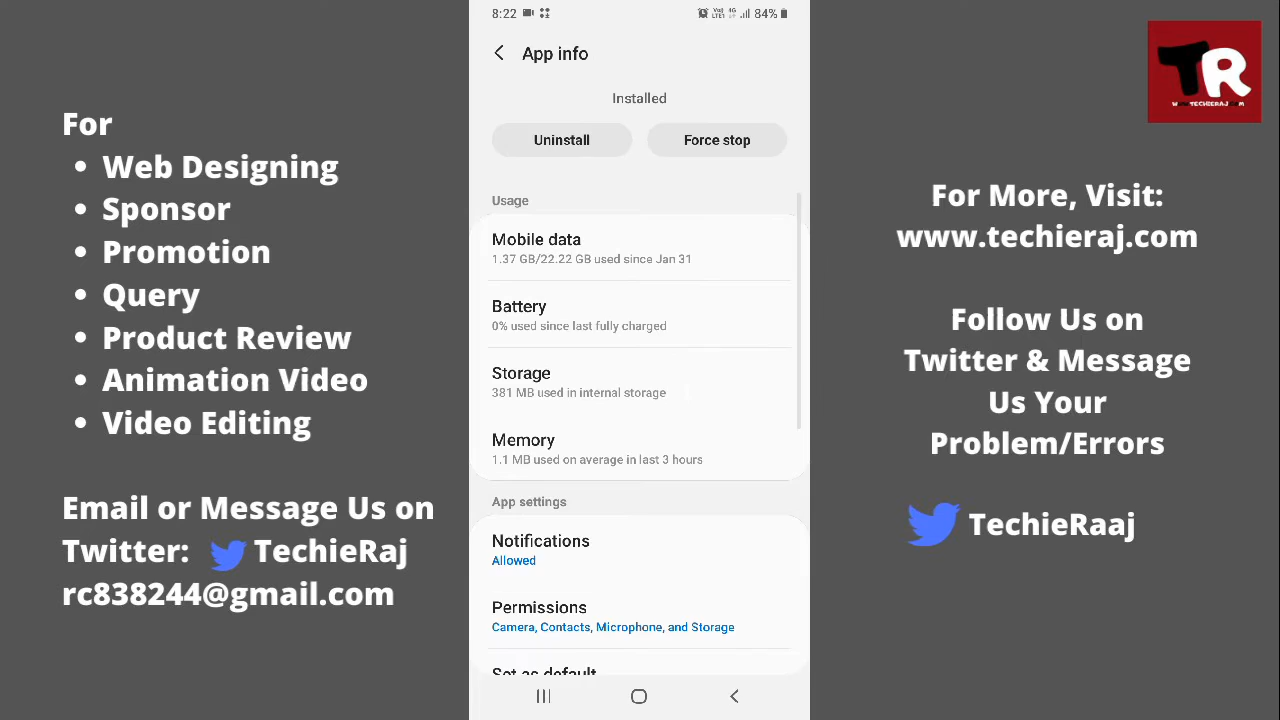 For
• Web Designing
• Sponsor
• Promotion
• Query
• Product Review
• Animation Video
• Video Editing
Email or Message Us on
Twitter: TechieRaj
rc838244@gmail.com
8:22
84%
App info
Installed
Uninstall
Force stop
Usage
Mobile data
1.37 GB/22.22 GB used since Jan 31
Battery
0% used since last fully charged
Storage
381 MB used in internal storage
Memory
1.1 MB used on average in last 3 hours
App settings
Notifications
Allowed
Permissions
Camera, Contacts, Microphone, and Storage
Set as default
TR
WWW.TECHIERAJ.COM
For More, Visit:
www.techieraj.com
Follow Us on
Twitter & Message
Us Your
Problem/Errors
TechieRaaj